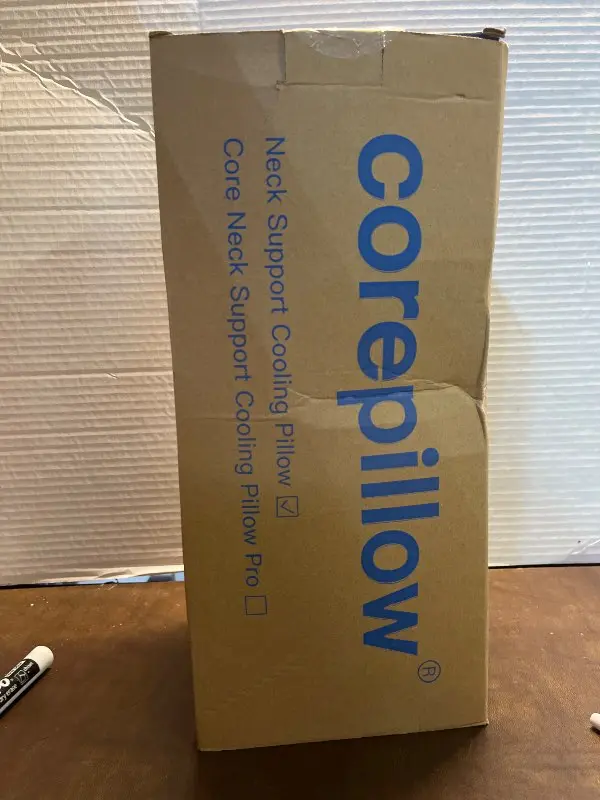 corepillow®
Neck Support Cooling Pillow ☑
Core Neck Support Cooling Pillow Pro ☐